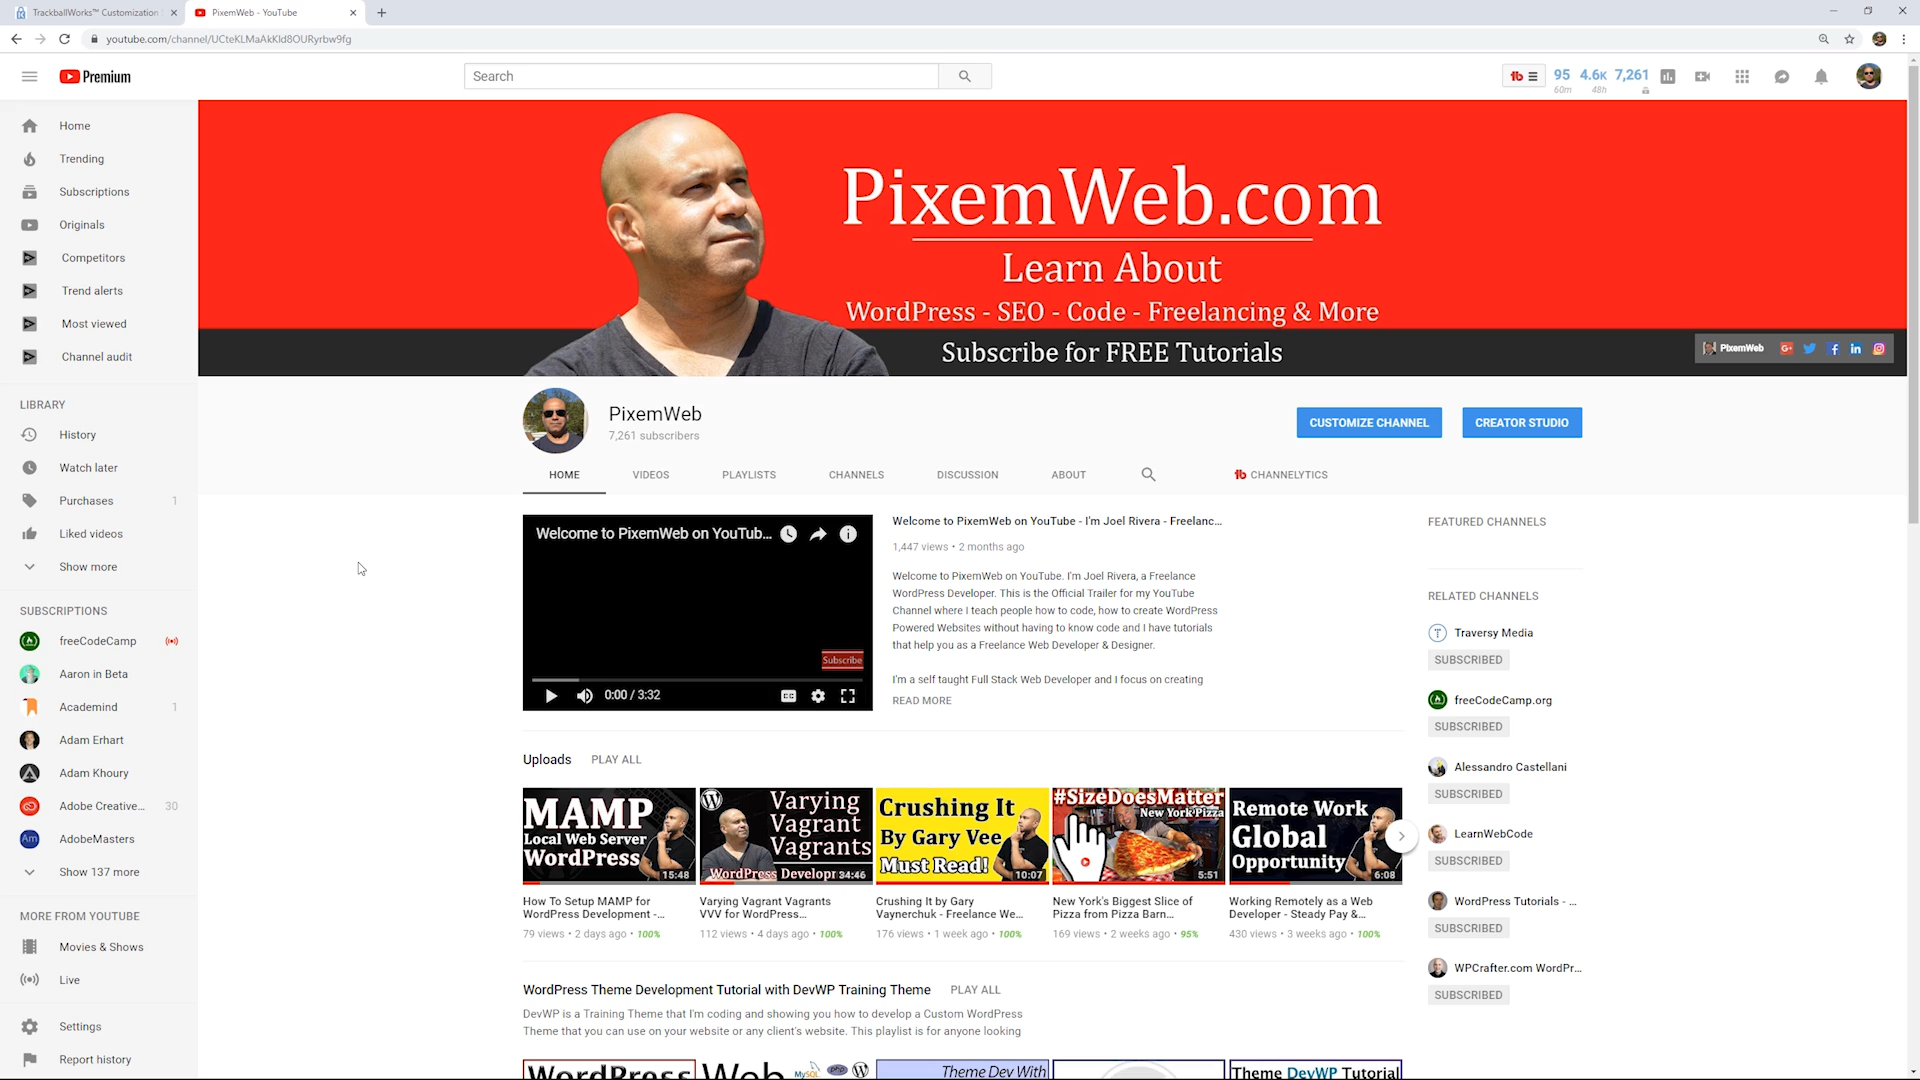 TrackballWorks™ Customization
PixemWeb - YouTube
youtube.com/channel/UCteKLMaAkKId8OURyrbw9fg
Premium
Search
tb
95
60m
4.6K
48h
7,261
Home
Trending
Subscriptions
Originals
Competitors
Trend alerts
Most viewed
Channel audit
LIBRARY
History
Watch later
Purchases 1
Liked videos
Show more
SUBSCRIPTIONS
freeCodeCamp
Aaron in Beta
Academind 1
Adam Erhart
Adam Khoury
Adobe Creative... 30
Am AdobeMasters
Show 137 more
MORE FROM YOUTUBE
Movies & Shows
Live
Settings
Report history
PixemWeb.com
Learn About
WordPress - SEO - Code - Freelancing & More
Subscribe for FREE Tutorials
PixemWeb
PixemWeb
7,261 subscribers
CUSTOMIZE CHANNEL
CREATOR STUDIO
HOME
VIDEOS
PLAYLISTS
CHANNELS
DISCUSSION
ABOUT
tb CHANNELYTICS
Welcome to PixemWeb on YouTub...
Subscribe
0:00 / 3:32
Welcome to PixemWeb on YouTube - I'm Joel Rivera - Freelanc...
1,447 views • 2 months ago
Welcome to PixemWeb on YouTube. I'm Joel Rivera, a Freelance
WordPress Developer. This is the Official Trailer for my YouTube
Channel where I teach people how to code, how to create WordPress
Powered Websites without having to know code and I have tutorials
that help you as a Freelance Web Developer & Designer.
I'm a self taught Full Stack Web Developer and I focus on creating
READ MORE
FEATURED CHANNELS
RELATED CHANNELS
Traversy Media
SUBSCRIBED
freeCodeCamp.org
SUBSCRIBED
Alessandro Castellani
SUBSCRIBED
LearnWebCode
SUBSCRIBED
WordPress Tutorials - ...
SUBSCRIBED
WPCrafter.com WordPr...
SUBSCRIBED
Uploads PLAY ALL
MAMP
Local Web Server
WordPress
15:48
How To Setup MAMP for
WordPress Development -...
79 views • 2 days ago • 100%
Varying
Vagrant
Vagrants
WordPress Developm
34:46
Varying Vagrant Vagrants
VVV for WordPress...
112 views • 4 days ago • 100%
Crushing It
By Gary Vee
Must Read!
10:07
Crushing It by Gary
Vaynerchuk - Freelance We...
176 views • 1 week ago • 100%
#SizeDoesMatter
New York Pizza
5:51
New York's Biggest Slice of
Pizza from Pizza Barn...
169 views • 2 weeks ago • 95%
Remote Work
Global
Opportunity
6:08
Working Remotely as a Web
Developer - Steady Pay &...
430 views • 3 weeks ago • 100%
WordPress Theme Development Tutorial with DevWP Training Theme PLAY ALL
DevWP is a Training Theme that I'm coding and showing you how to develop a Custom WordPress
Theme that you can use on your website or any client's website. This playlist is for anyone looking
WordPress
Web
MySQL
php
Theme Dev With
Theme DevWP Tutorial